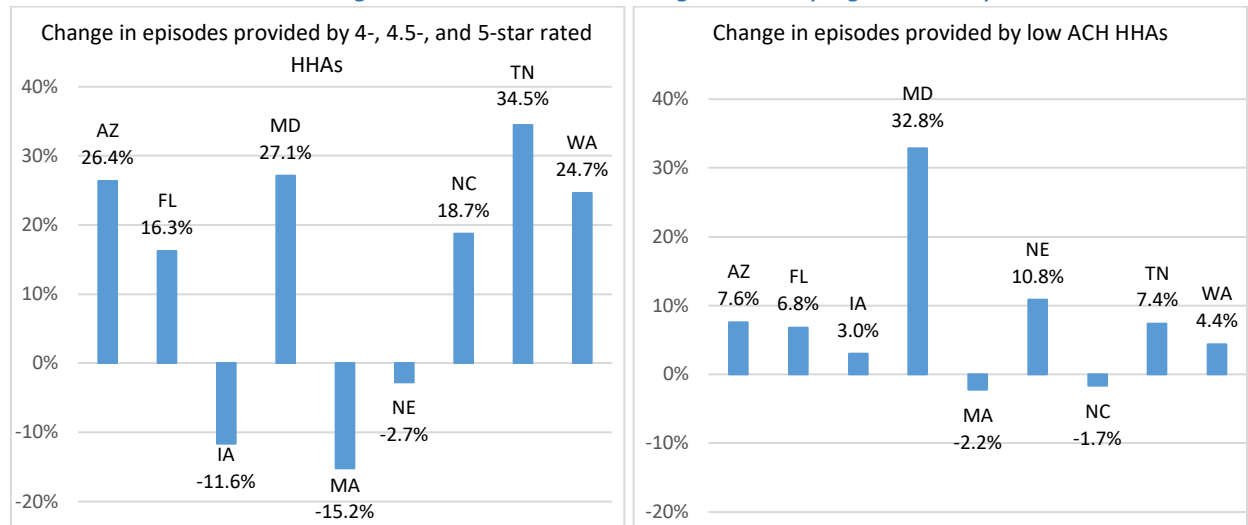 Change in episodes provided by 4-, 4.5-, and 5-star rated
HHAs
40%
30%
20%
10%
0%
-10%
-20%
AZ
26.4%
FL
16.3%
IA
-11.6%
MD
27.1%
MA
-15.2%
NE
-2.7%
NC
18.7%
TN
34.5%
WA
24.7%
Change in episodes provided by low ACH HHAs
40%
30%
20%
10%
0%
-10%
-20%
AZ
7.6%
FL
6.8%
IA
3.0%
MD
32.8%
MA
-2.2%
NE
10.8%
NC
-1.7%
TN
7.4%
WA
4.4%